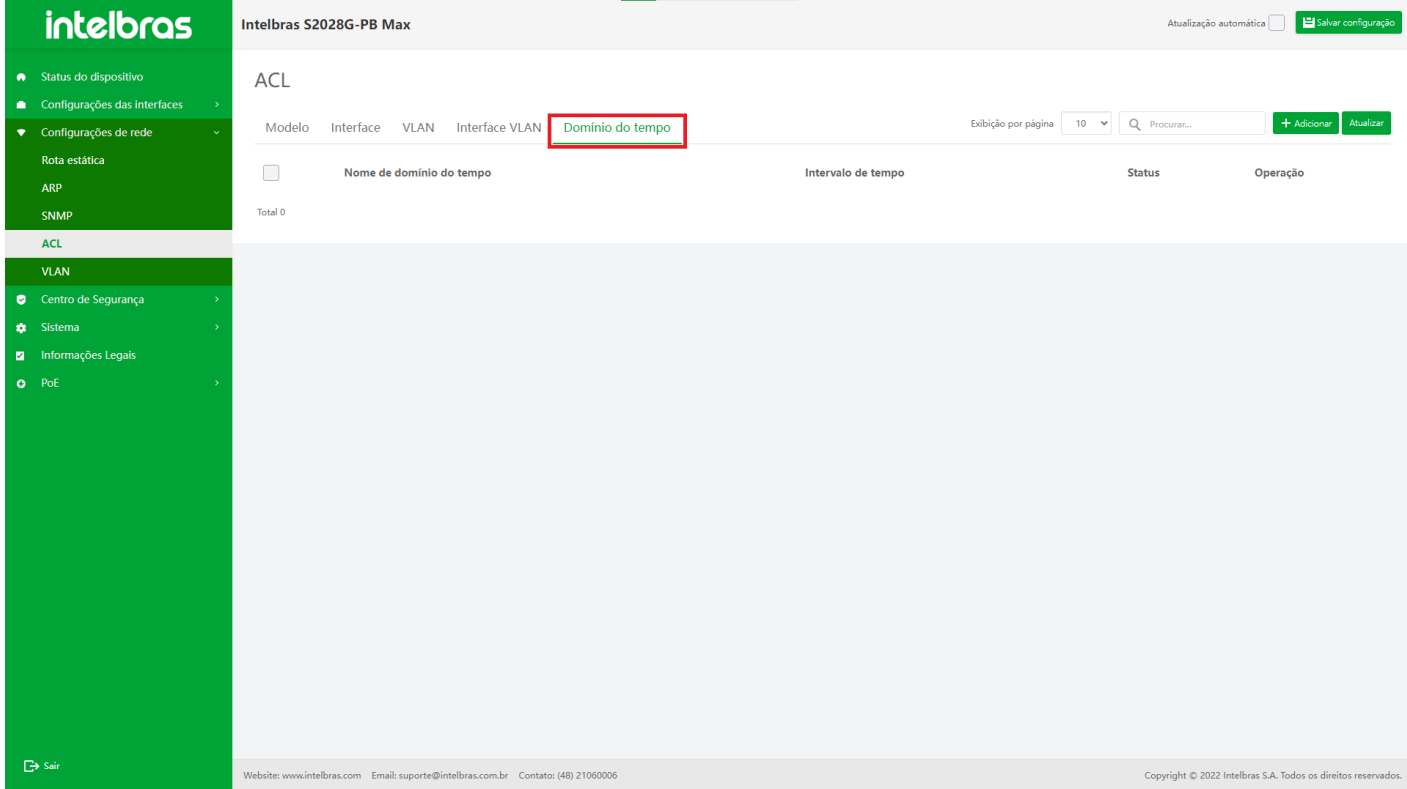 intelbras
Intelbras S2028G-PB Max
Atualização automática
Salvar configuração
Status do dispositivo
Configurações das interfaces
Configurações de rede
Rota estática
ARP
SNMP
ACL
VLAN
Centro de Segurança
Sistema
Informações Legais
PoE
Sair
ACL
Modelo Interface VLAN Interface VLAN Domínio do tempo
Exibição por página 10 Procurar... + Adicionar Atualizar
Nome de domínio do tempo Intervalo de tempo Status Operação
Total 0
Website: www.intelbras.com Email: suporte@intelbras.com.br Contato: (48) 21060006
Copyright © 2022 Intelbras S.A. Todos os direitos reservados.